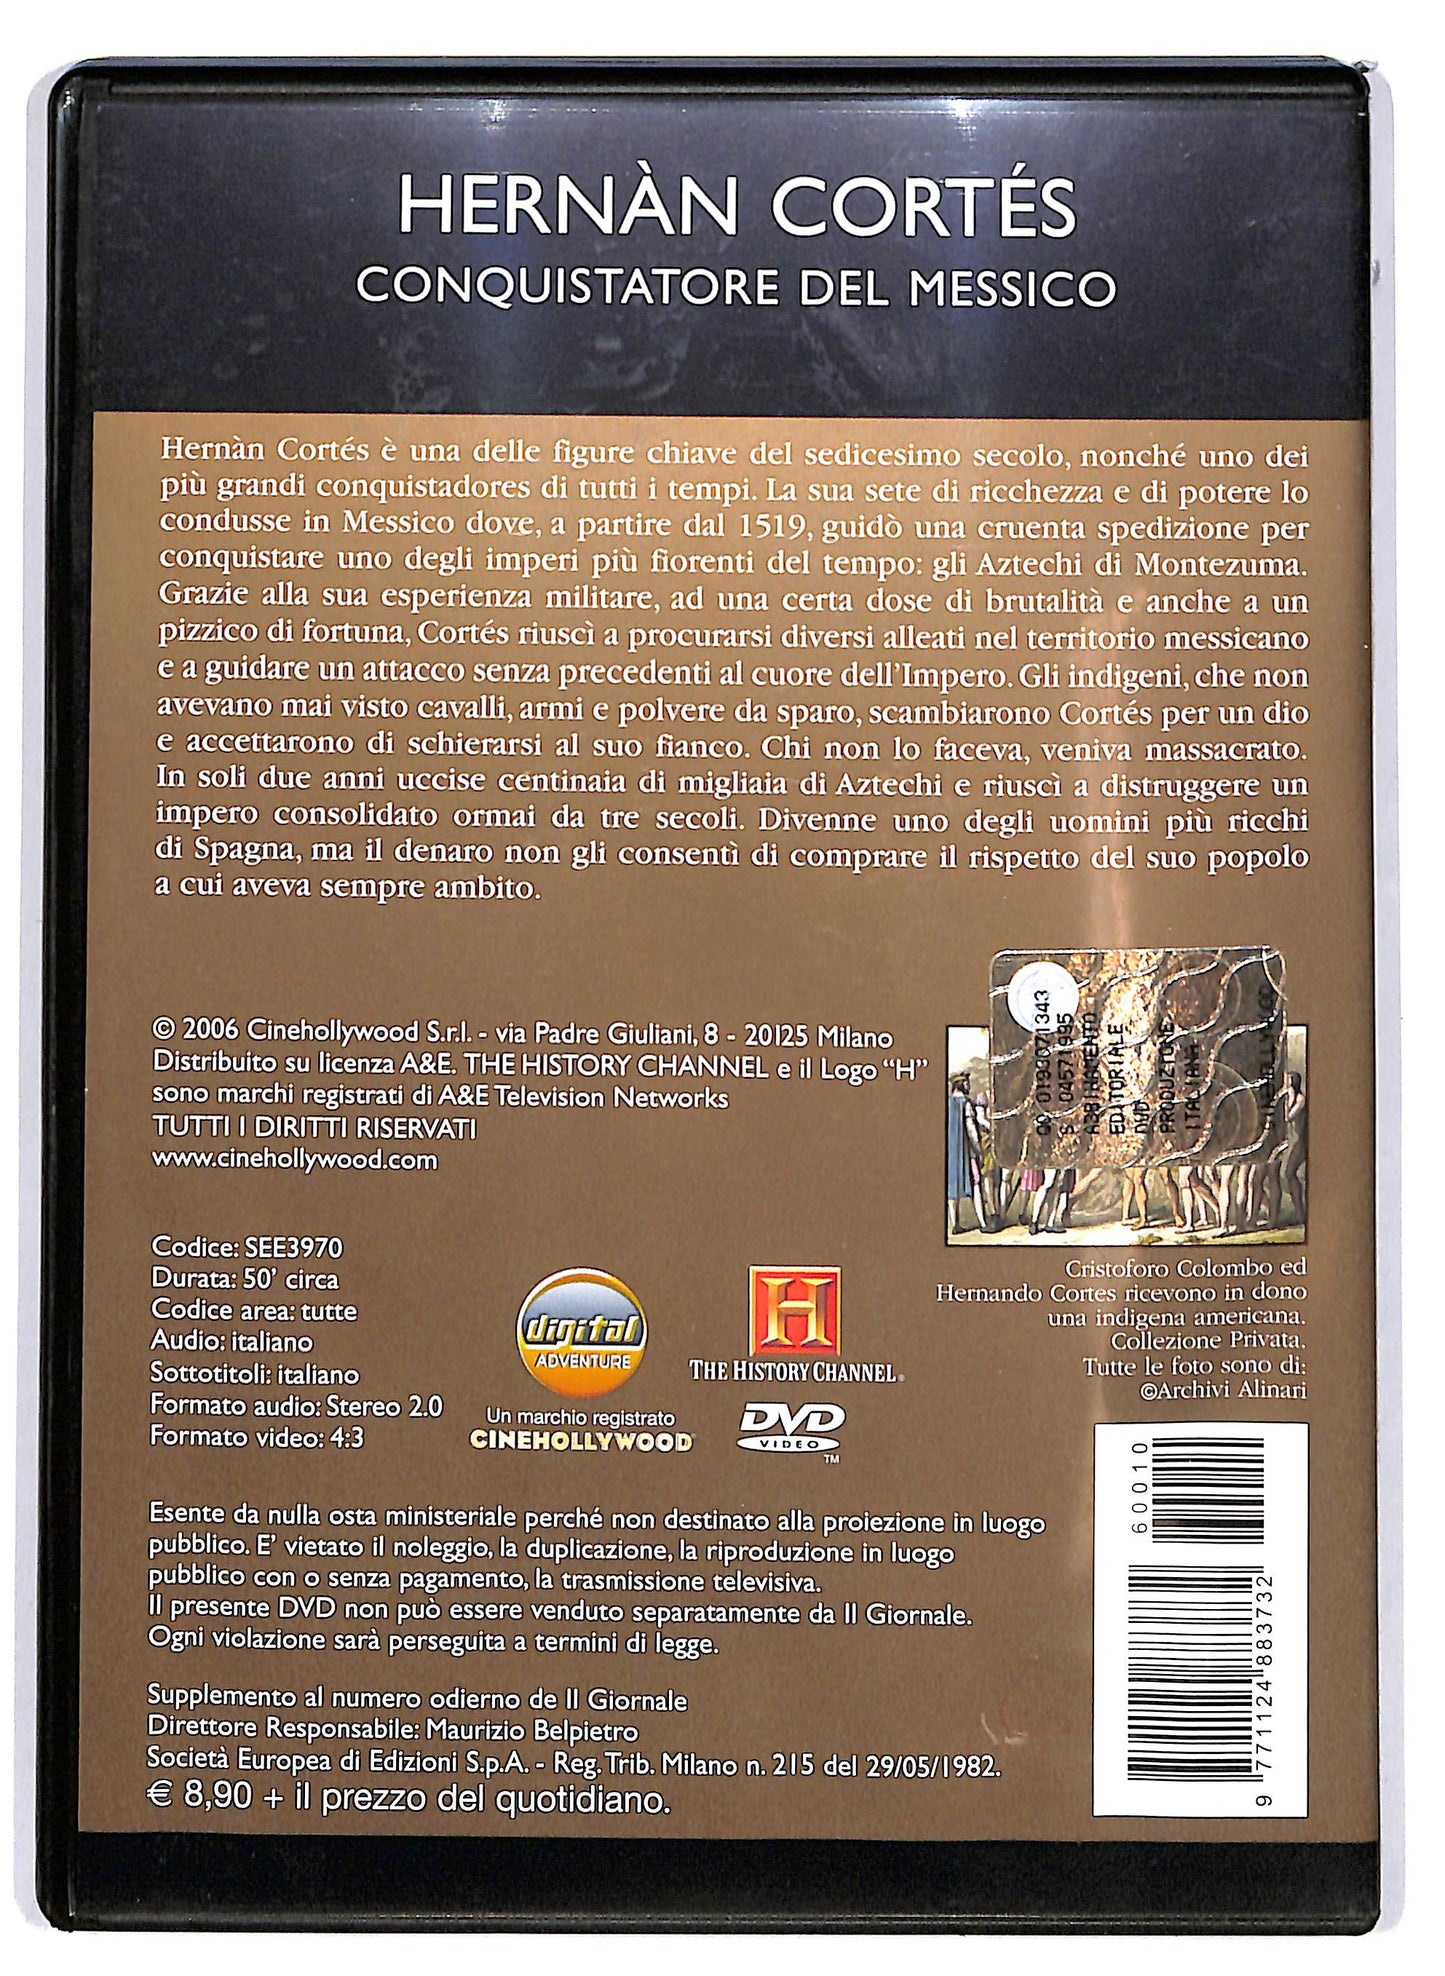 HERNÀN CORTÉS
CONQUISTATORE DEL MESSICO
Hernàn Cortés è una delle figure chiave del sedicesimo secolo, nonché uno dei
più grandi conquistadores di tutti i tempi. La sua sete di ricchezza e di potere lo
condusse in Messico dove, a partire dal 1519, guidò una cruenta spedizione per
conquistare uno degli imperi più fiorenti del tempo: gli Aztechi di Montezuma.
Grazie alla sua esperienza militare, ad una certa dose di brutalità e anche a un
pizzico di fortuna, Cortés riuscì a procurarsi diversi alleati nel territorio messicano
e a guidare un attacco senza precedenti al cuore dell'Impero. Gli indigeni, che non
avevano mai visto cavalli, armi e polvere da sparo, scambiarono Cortés per un dio
e accettarono di schierarsi al suo fianco. Chi non lo faceva, veniva massacrato.
In soli due anni uccise centinaia di migliaia di Aztechi e riuscì a distruggere un
impero consolidato ormai da tre secoli. Divenne uno degli uomini più ricchi
di Spagna, ma il denaro non gli consentì di comprare il rispetto del suo popolo
a cui aveva sempre ambito.
© 2006 Cinehollywood S.r.l. - via Padre Giuliani, 8 - 20125 Milano
Distribuito su licenza A&E. THE HISTORY CHANNEL e il Logo "H"
sono marchi registrati di A&E Television Networks
TUTTI I DIRITTI RISERVATI
www.cinehollywood.com
QQ 0193071343
S 04571995
ABBINAMENTO
EDITORIALE
DVD
PRODUZIONE
ITALIANA
Cristoforo Colombo ed
Hernando Cortes ricevono in dono
una indigena americana.
Collezione Privata.
Tutte le foto sono di:
©Archivi Alinari
Codice: SEE3970
Durata: 50' circa
Codice area: tutte
Audio: italiano
Sottotitoli: italiano
Formato audio: Stereo 2.0
Formato video: 4:3
digital
ADVENTURE
Un marchio registrato
CINEHOLLYWOOD
H
THE HISTORY CHANNEL.
DVD
VIDEO
TM
Esente da nulla osta ministeriale perché non destinato alla proiezione in luogo
pubblico. E' vietato il noleggio, la duplicazione, la riproduzione in luogo
pubblico con o senza pagamento, la trasmissione televisiva.
Il presente DVD non può essere venduto separatamente da Il Giornale.
Ogni violazione sarà perseguita a termini di legge.
Supplemento al numero odierno de Il Giornale
Direttore Responsabile: Maurizio Belpietro
Società Europea di Edizioni S.p.A. - Reg. Trib. Milano n. 215 del 29/05/1982.
€ 8,90 + il prezzo del quotidiano.
60010
9 771124 883732